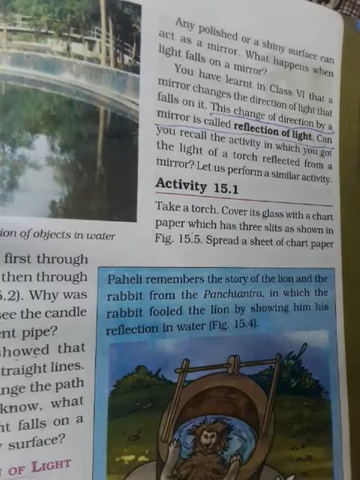 ion of objects in water
first through
then through
5.2). Why was
see the candle
ent pipe?
showed that
straight lines.
nge the path
know, what
ht falls on a
y surface?
N OF LIGHT
Any polished or a shiny surface can
act as a mirror. What happens when
light falls on a mirror?
You have learnt in Class VI that a
mirror changes the direction of light that
falls on it. This change of direction by a
mirror is called reflection of light. Can
you recall the activity in which you got
the light of a torch reflected from a
mirror? Let us perform a similar activity.
Activity 15.1
Take a torch. Cover its glass with a chart
paper which has three slits as shown in
Fig. 15.5. Spread a sheet of chart paper
Paheli remembers the story of the lion and the
rabbit from the Panchtantra, in which the
rabbit fooled the lion by showing him his
reflection in water (Fig. 15.4).